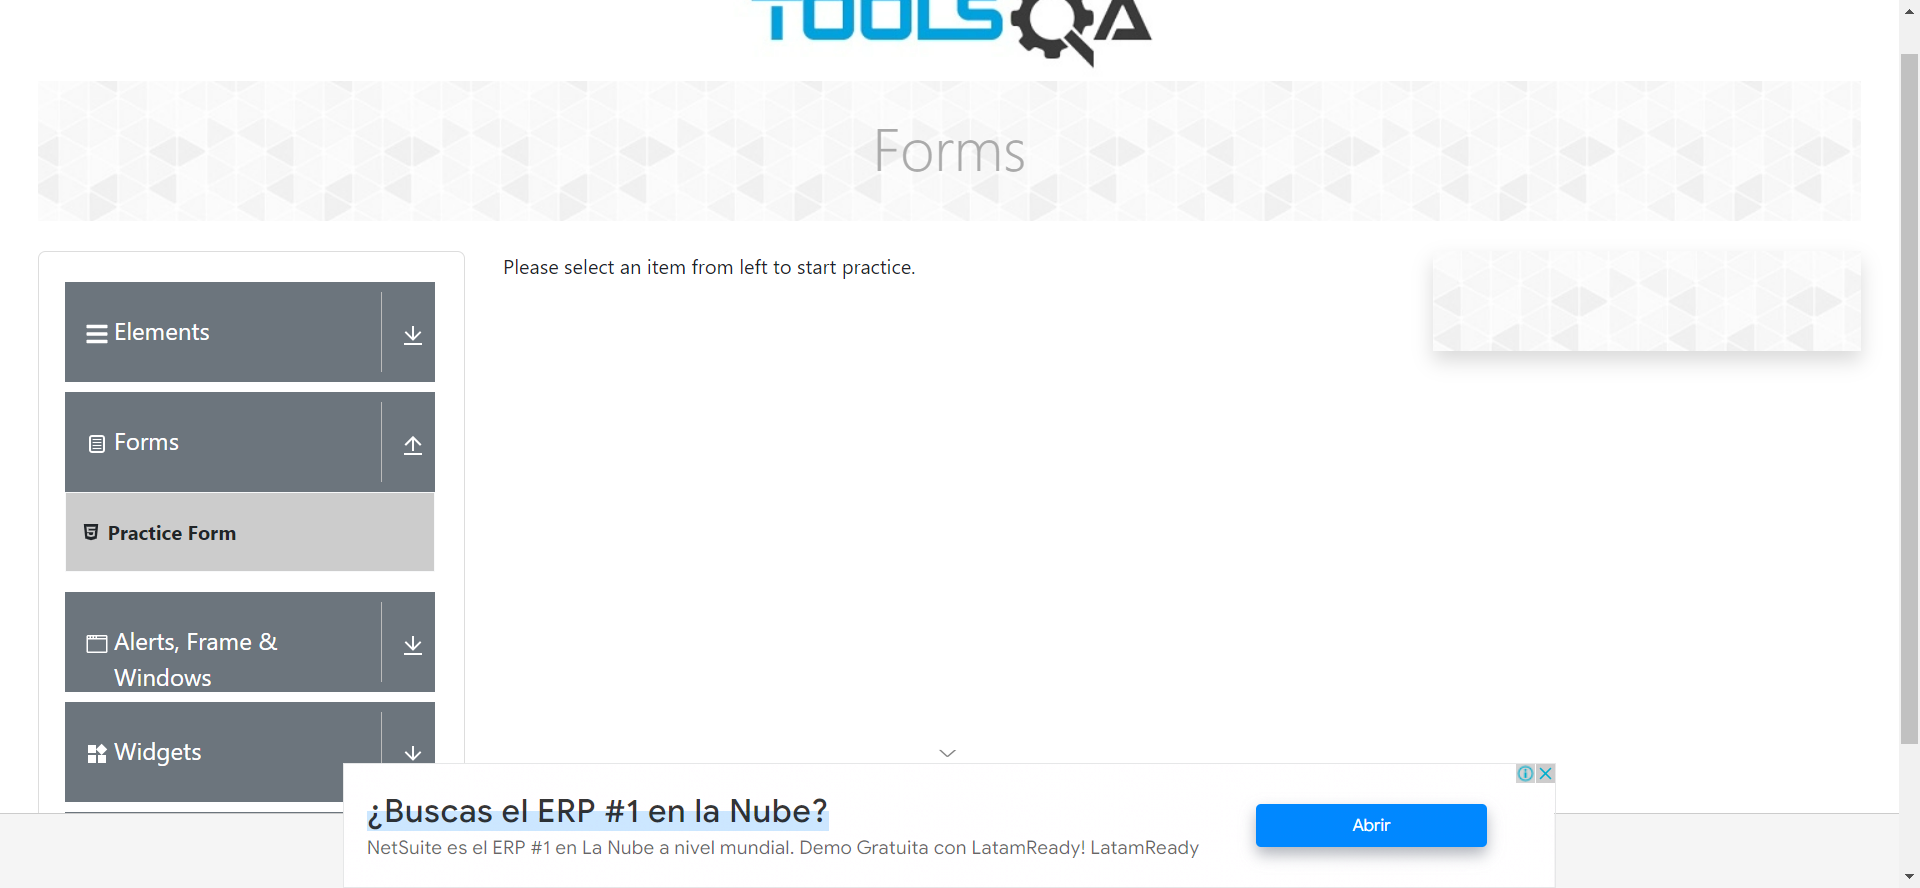 TOOLSQA
Forms
Please select an item from left to start practice.
Elements
Forms
Practice Form
Alerts, Frame &
Windows
Widgets
¿Buscas el ERP #1 en la Nube?
NetSuite es el ERP #1 en La Nube a nivel mundial. Demo Gratuita con LatamReady! LatamReady
Abrir